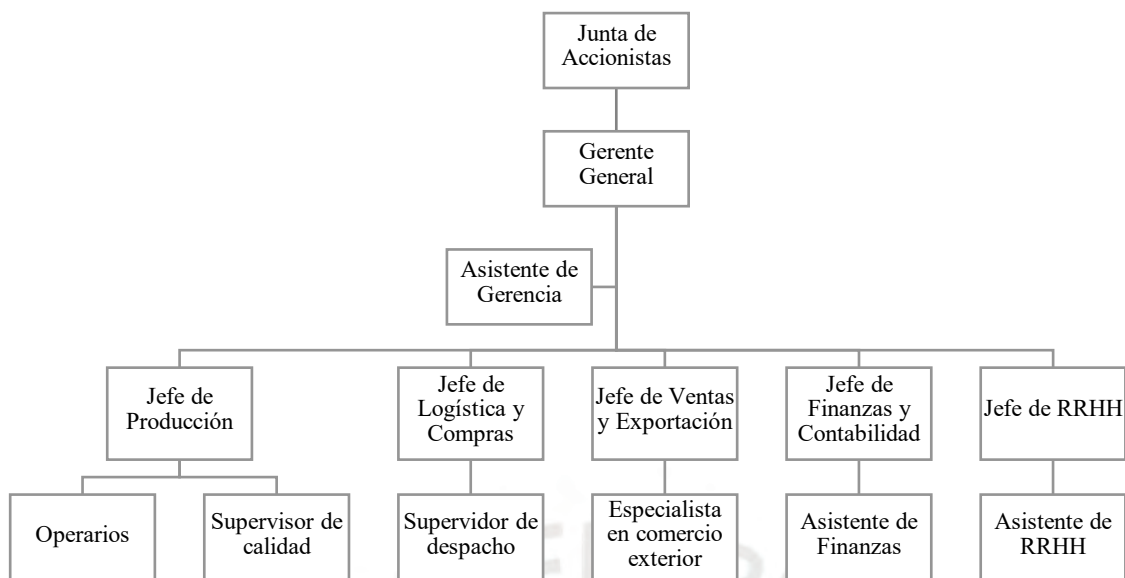 Junta de
Accionistas
Gerente
General
Asistente de
Gerencia
Jefe de
Producción
Jefe de
Logística y
Compras
Jefe de Ventas
y Exportación
Jefe de
Finanzas y
Contabilidad
Jefe de RRHH
Operarios
Supervisor de
calidad
Supervidor de
despacho
Especialista
en comercio
exterior
Asistente de
Finanzas
Asistente de
RRHH